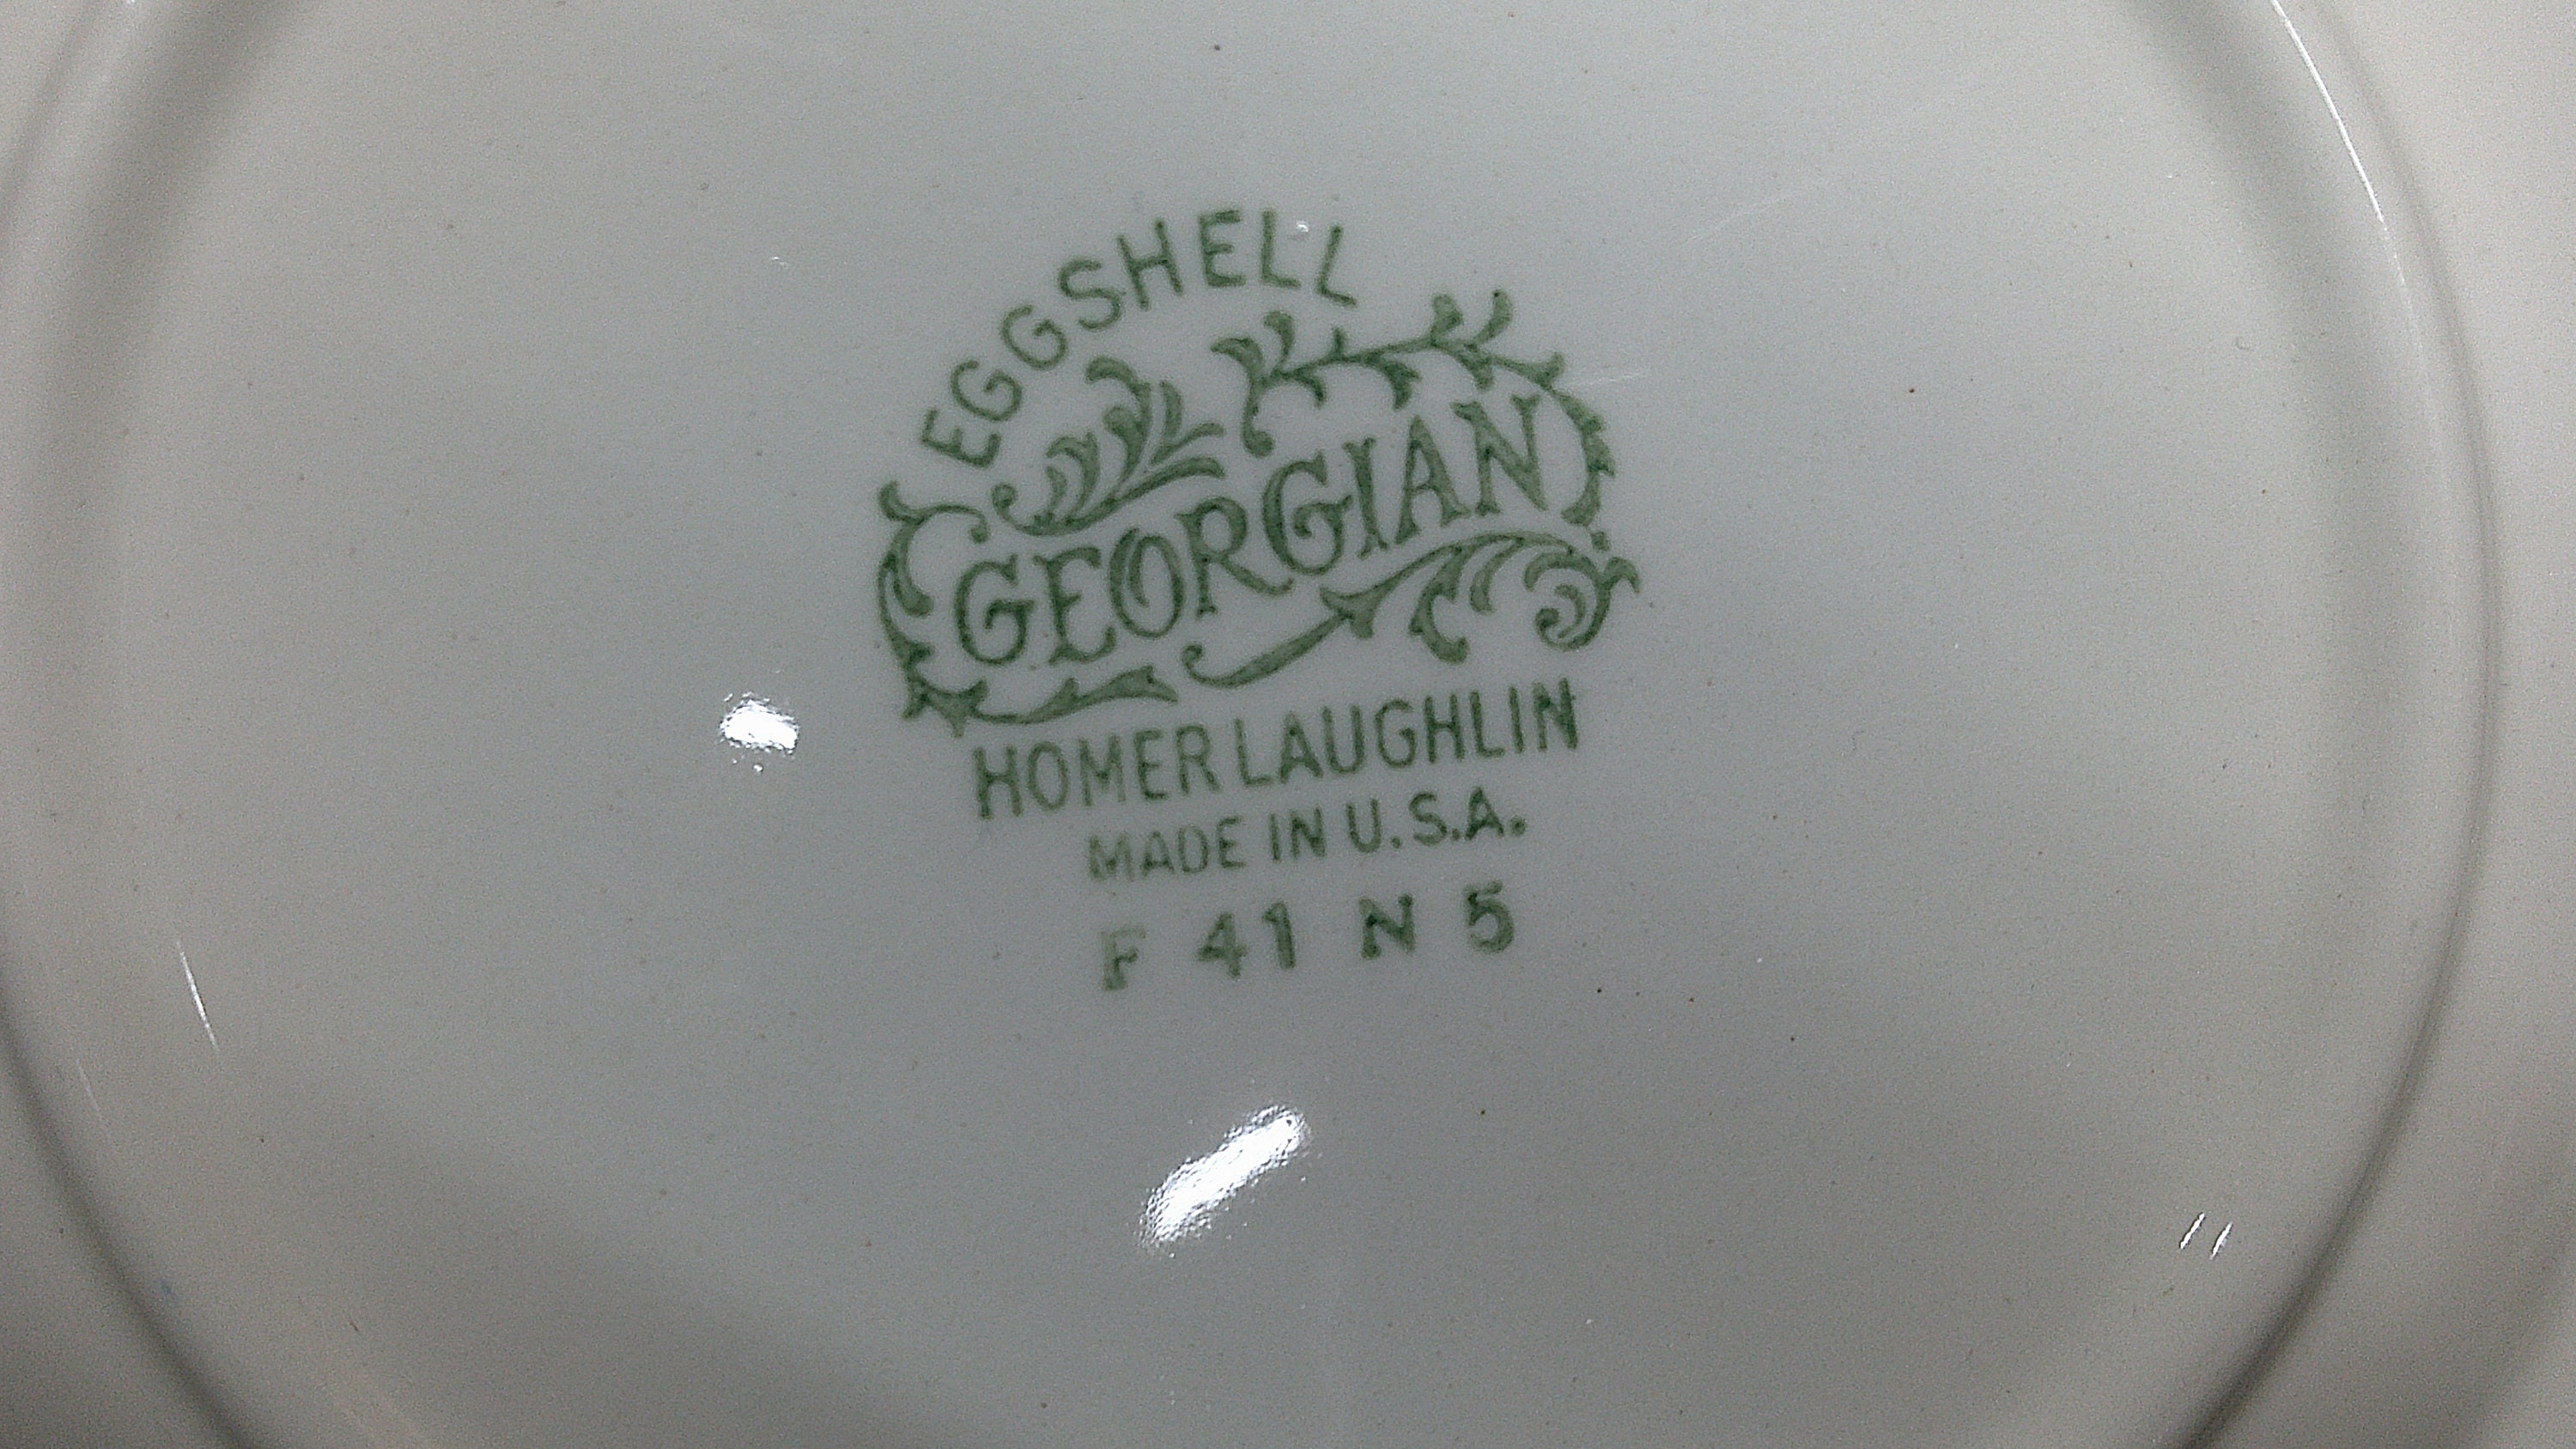 EGGSHELL
GEORGIAN
HOMER LAUGHLIN
MADE IN U.S.A.
F 41 N 5